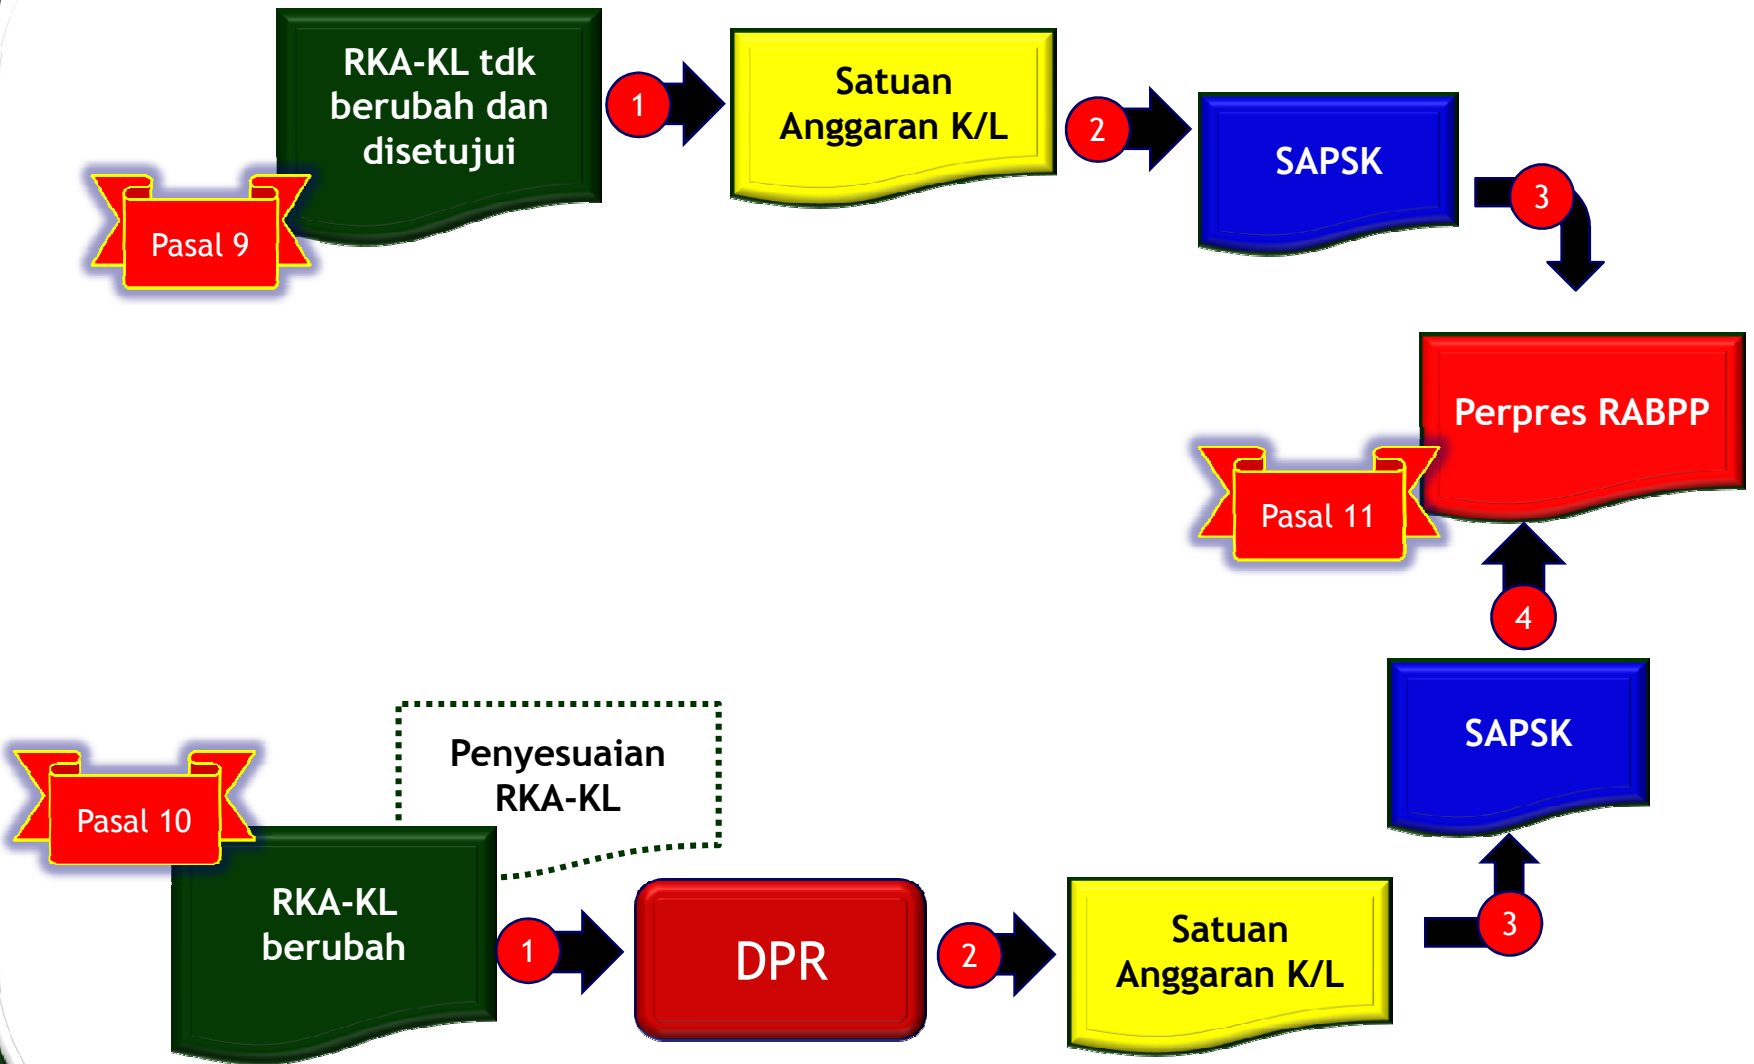 RKA-KL tdk
berubah dan
disetujui
Pasal 9
1
Satuan
Anggaran K/L
2
SAPSK
3
Perpres RABPP
Pasal 11
4
SAPSK
Penyesuaian
RKA-KL
Pasal 10
RKA-KL
berubah
1
DPR
2
Satuan
Anggaran K/L
3